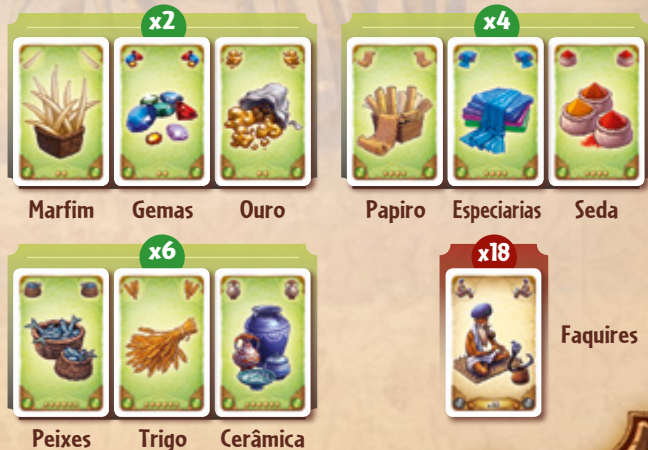 x2
x4
Marfim Gemas Ouro
Papiro Especiarias Seda
x6
x18
Faquires
Peixes Trigo Cerâmica